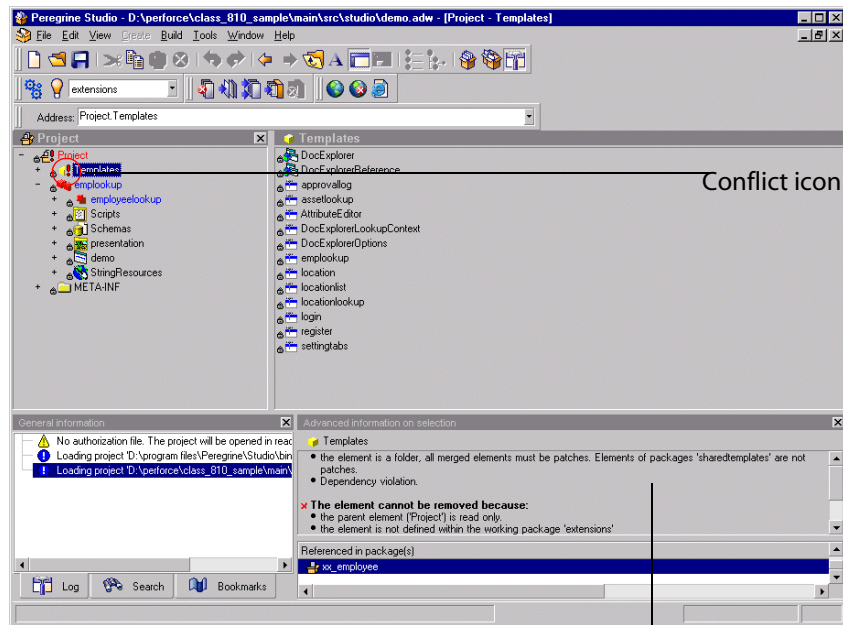 Peregrine Studio - D:\perforce\class_810_sample\main\src\studio\demo.adw - [Project - Templates]
File Edit View Create Build Tools Window Help
extensions
Address: Project.Templates
Project
Templates
Project
Templates
emplookup
employeelookup
Scripts
Schemas
presentation
demo
StringResources
META-INF
DocExplorer
DocExplorerReference
approvallog
assetlookup
AttributeEditor
DocExplorerLookupContext
DocExplorerOptions
emplookup
location
locationlist
locationlookup
login
register
settingtabs
Conflict icon
General information
No authorization file. The project will be opened in read
Loading project 'D:\program files\Peregrine\Studio\bin
Loading project 'D:\perforce\class_810_sample\main\
Log Search Bookmarks
Advanced information on selection
Templates
• the element is a folder, all merged elements must be patches. Elements of packages 'sharedtemplates' are not
patches.
• Dependency violation.
The element cannot be removed because:
• the parent element ('Project') is read only.
• the element is not defined within the working package 'extensions'
Referenced in package(s)
xx_employee